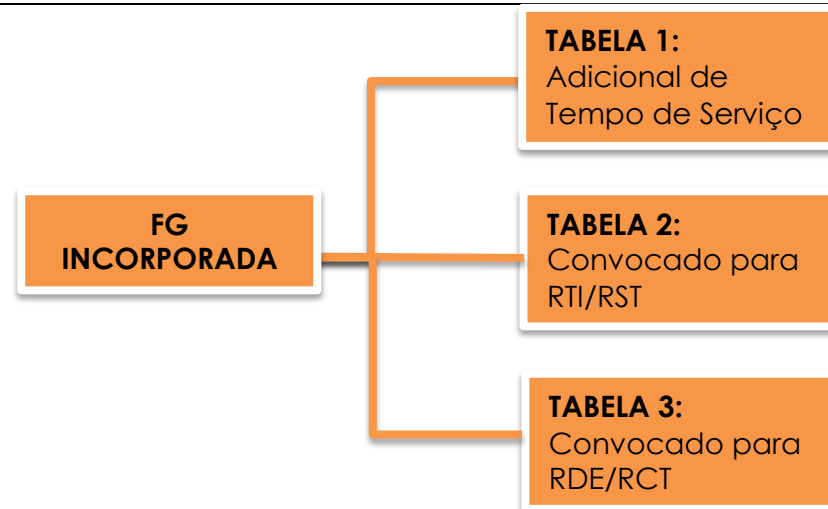 FG
INCORPORADA
TABELA 1:
Adicional de
Tempo de Serviço
TABELA 2:
Convocado para
RTI/RST
TABELA 3:
Convocado para
RDE/RCT